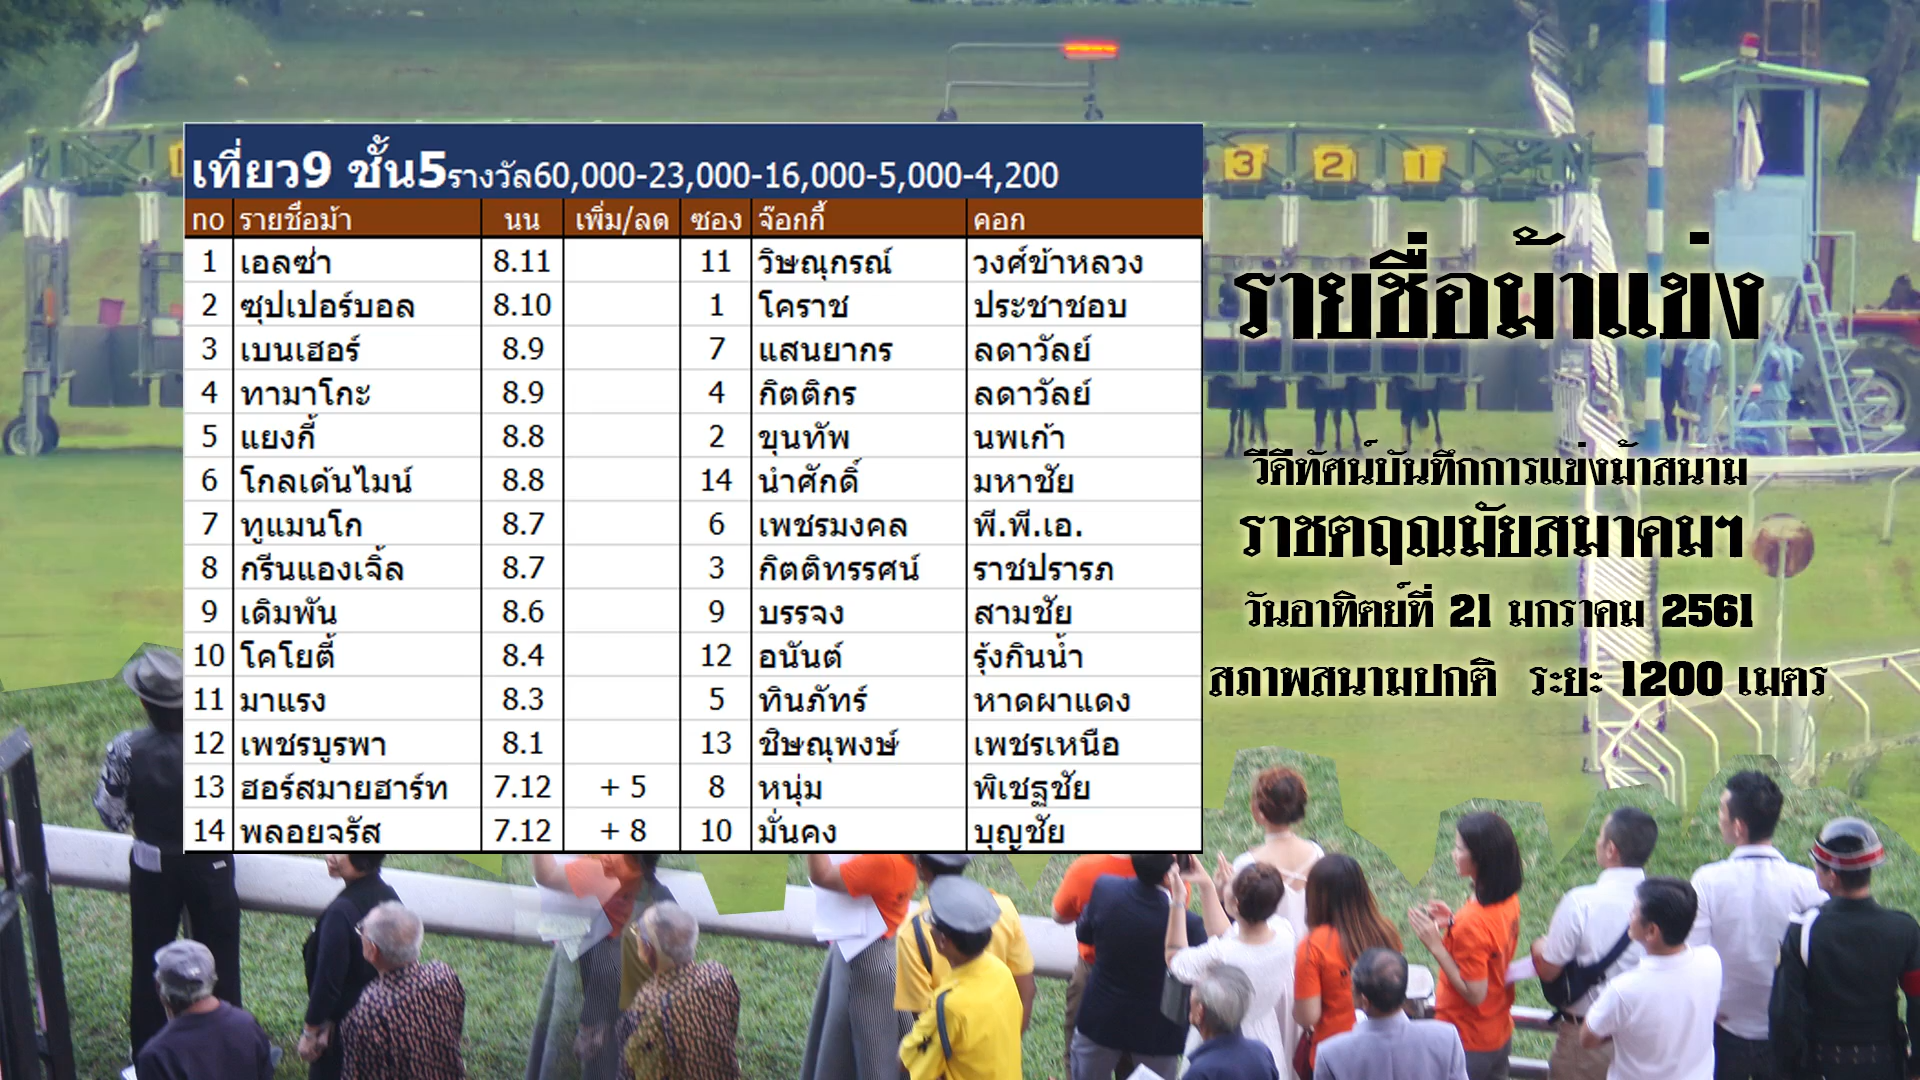 เที่ยว9 ชั้น5รางวัล60,000-23,000-16,000-5,000-4,200
no รายชื่อม้า นน เพิ่ม/ลด ซอง จ๊อกกี้ คอก
1 เอลซ่า 8.11 11 วิษณุกรณ์ วงศ์ข้าหลวง
2 ซุปเปอร์บอล 8.10 1 โคราช ประชาชอบ
3 เบนเฮอร์ 8.9 7 แสนยากร ลดาวัลย์
4 ทามาโกะ 8.9 4 กิตติกร ลดาวัลย์
5 แยงกี้ 8.8 2 ขุนทัพ นพเก้า
6 โกลเด้นไมน์ 8.8 14 นำศักดิ์ มหาชัย
7 ทูแมนโก 8.7 6 เพชรมงคล พี.พี.เอ.
8 กรีนแองเจิ้ล 8.7 3 กิตติทรรศน์ ราชปรารภ
9 เดิมพัน 8.6 9 บรรจง สามชัย
10 โคโยตี้ 8.4 12 อนันต์ รุ้งกินน้ำ
11 มาแรง 8.3 5 ทินภัทร์ หาดผาแดง
12 เพชรบูรพา 8.1 13 ชิษณุพงษ์ เพชรเหนือ
13 ฮอร์สมายฮาร์ท 7.12 + 5 8 หนุ่ม พิเชฐชัย
14 พลอยจรัส 7.12 + 8 10 มั่นคง บุญชัย
3 2 1
รายชื่อม้าแข่ง
วีดีทัศน์บันทึกการแข่งม้าสนาม
ราชตฤณมัยสมาคมฯ
วันอาทิตย์ที่ 21 มกราคม 2561
สภาพสนามปกติ ระยะ 1200 เมตร